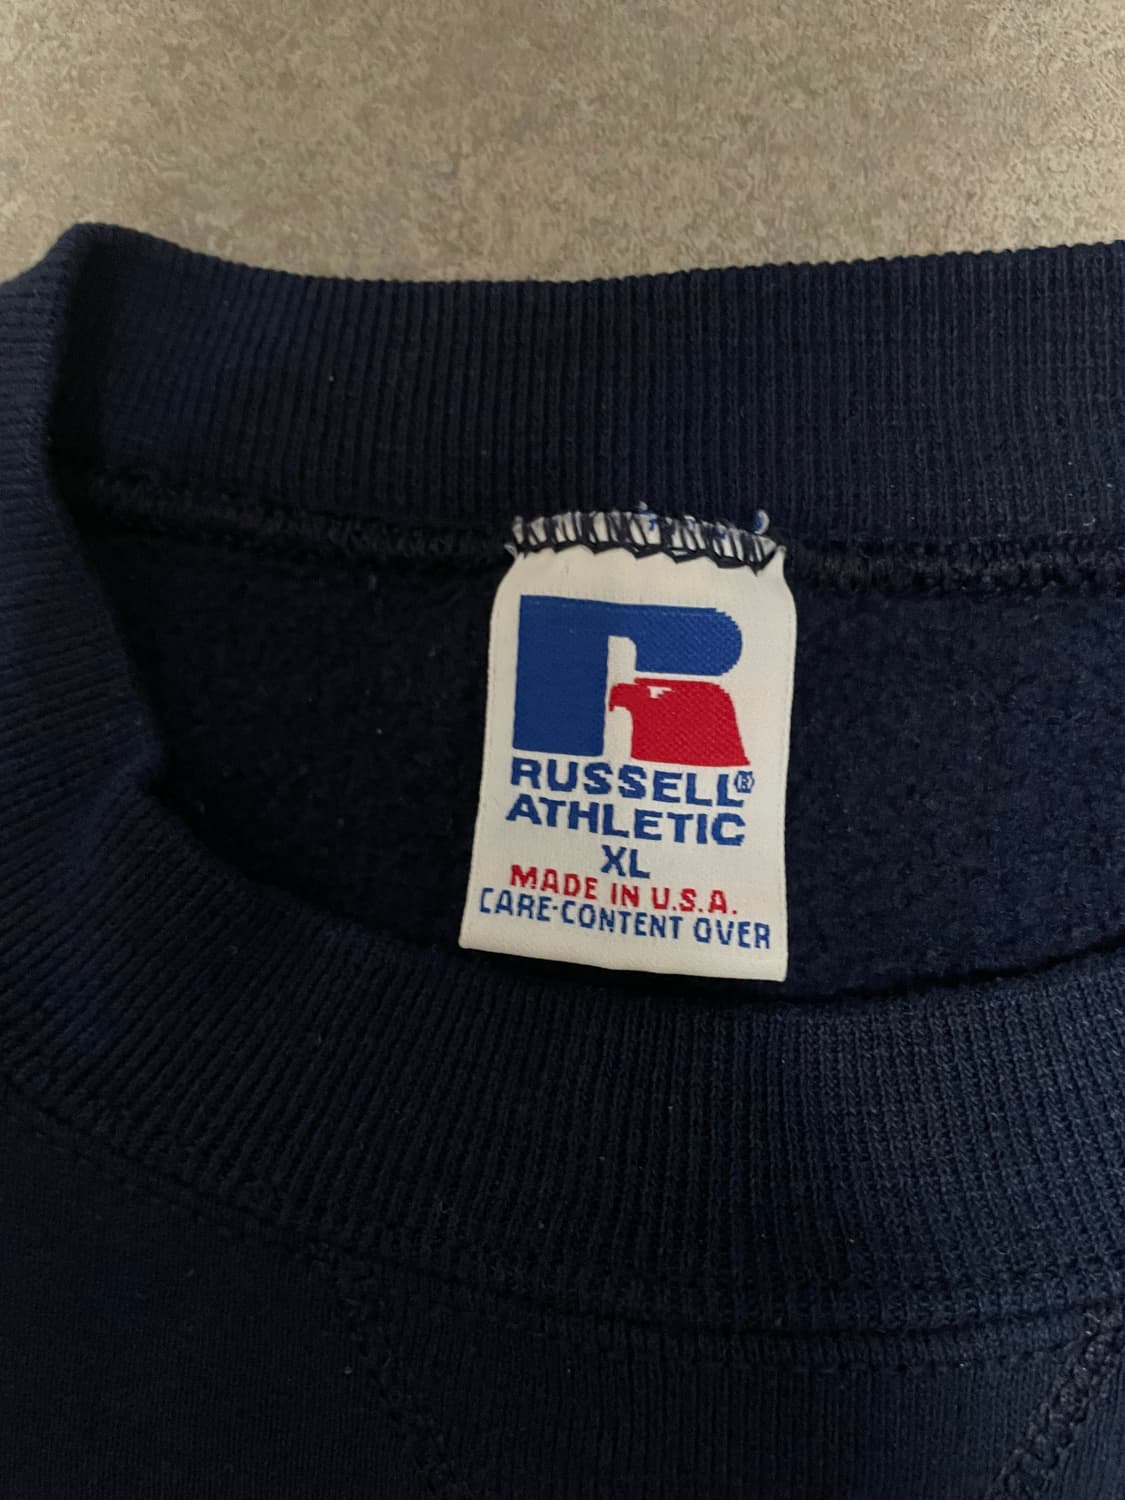 R
RUSSELL®
ATHLETIC
XL
MADE IN U.S.A.
CARE-CONTENT OVER